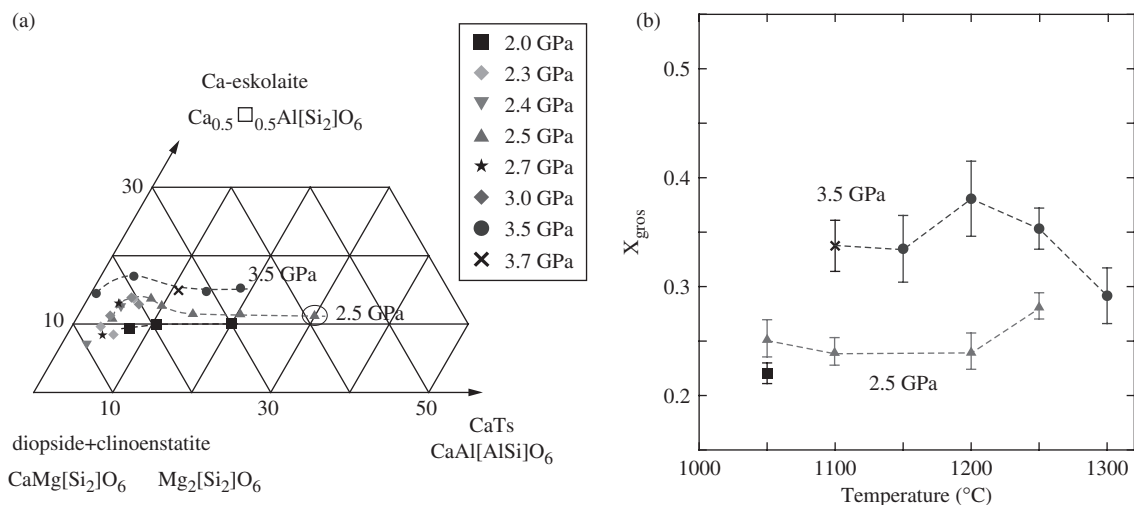 (a)
Ca-eskolaite
Ca₀.₅□₀.₅Al[Si₂]O₆
30
10
3.5 GPa
2.5 GPa
10
30
50
CaTs
CaAl[AlSi]O₆
diopside+clinoenstatite
CaMg[Si₂]O₆ Mg₂[Si₂]O₆
2.0 GPa
2.3 GPa
2.4 GPa
2.5 GPa
2.7 GPa
3.0 GPa
3.5 GPa
3.7 GPa
(b)
X_gros
0.5
0.4
0.3
0.2
3.5 GPa
2.5 GPa
1000
1100
1200
1300
Temperature (°C)